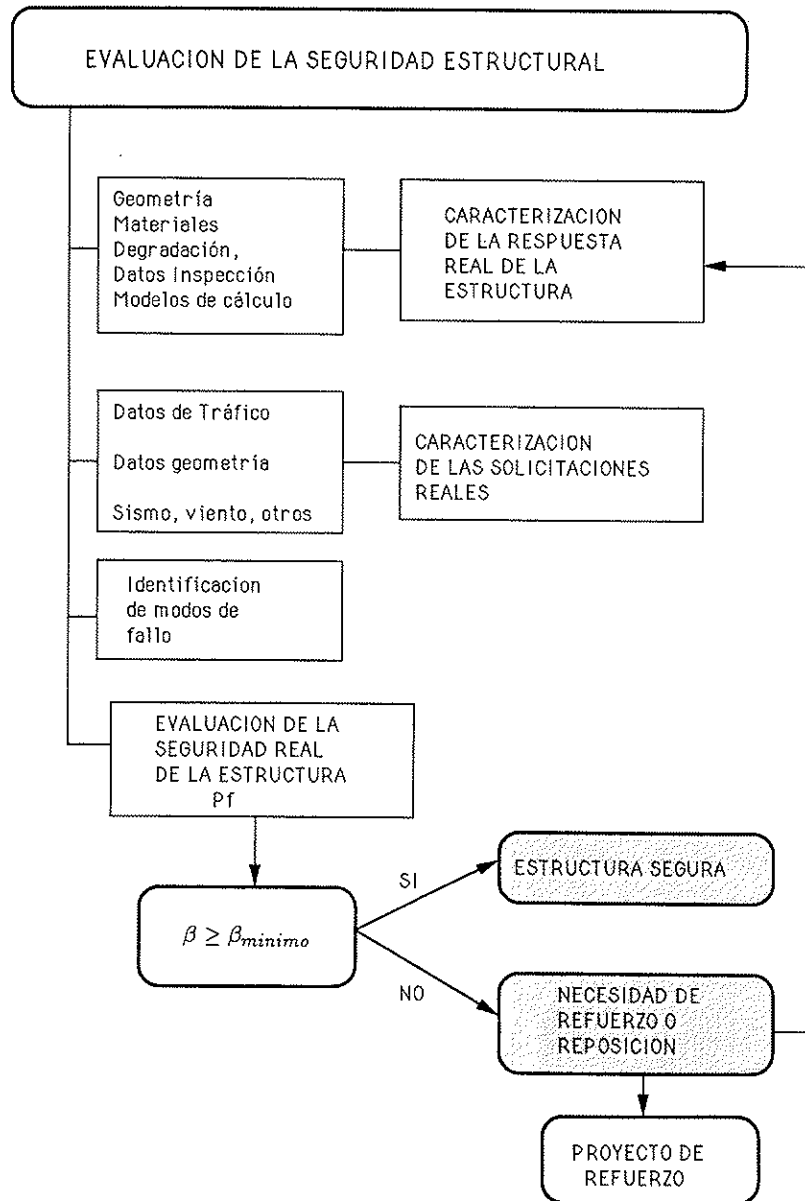 EVALUACION DE LA SEGURIDAD ESTRUCTURAL
Geometría
Materiales
Degradación,
Datos Inspección
Modelos de cálculo
CARACTERIZACION
DE LA RESPUESTA
REAL DE LA
ESTRUCTURA
Datos de Tráfico
Datos geometría
Sismo, viento, otros
CARACTERIZACION
DE LAS SOLICITACIONES
REALES
Identificacion
de modos de
fallo
EVALUACION DE LA
SEGURIDAD REAL
DE LA ESTRUCTURA
Pf
β ≥ βminimo
SI
ESTRUCTURA SEGURA
NO
NECESIDAD DE
REFUERZO O
REPOSICION
PROYECTO DE
REFUERZO